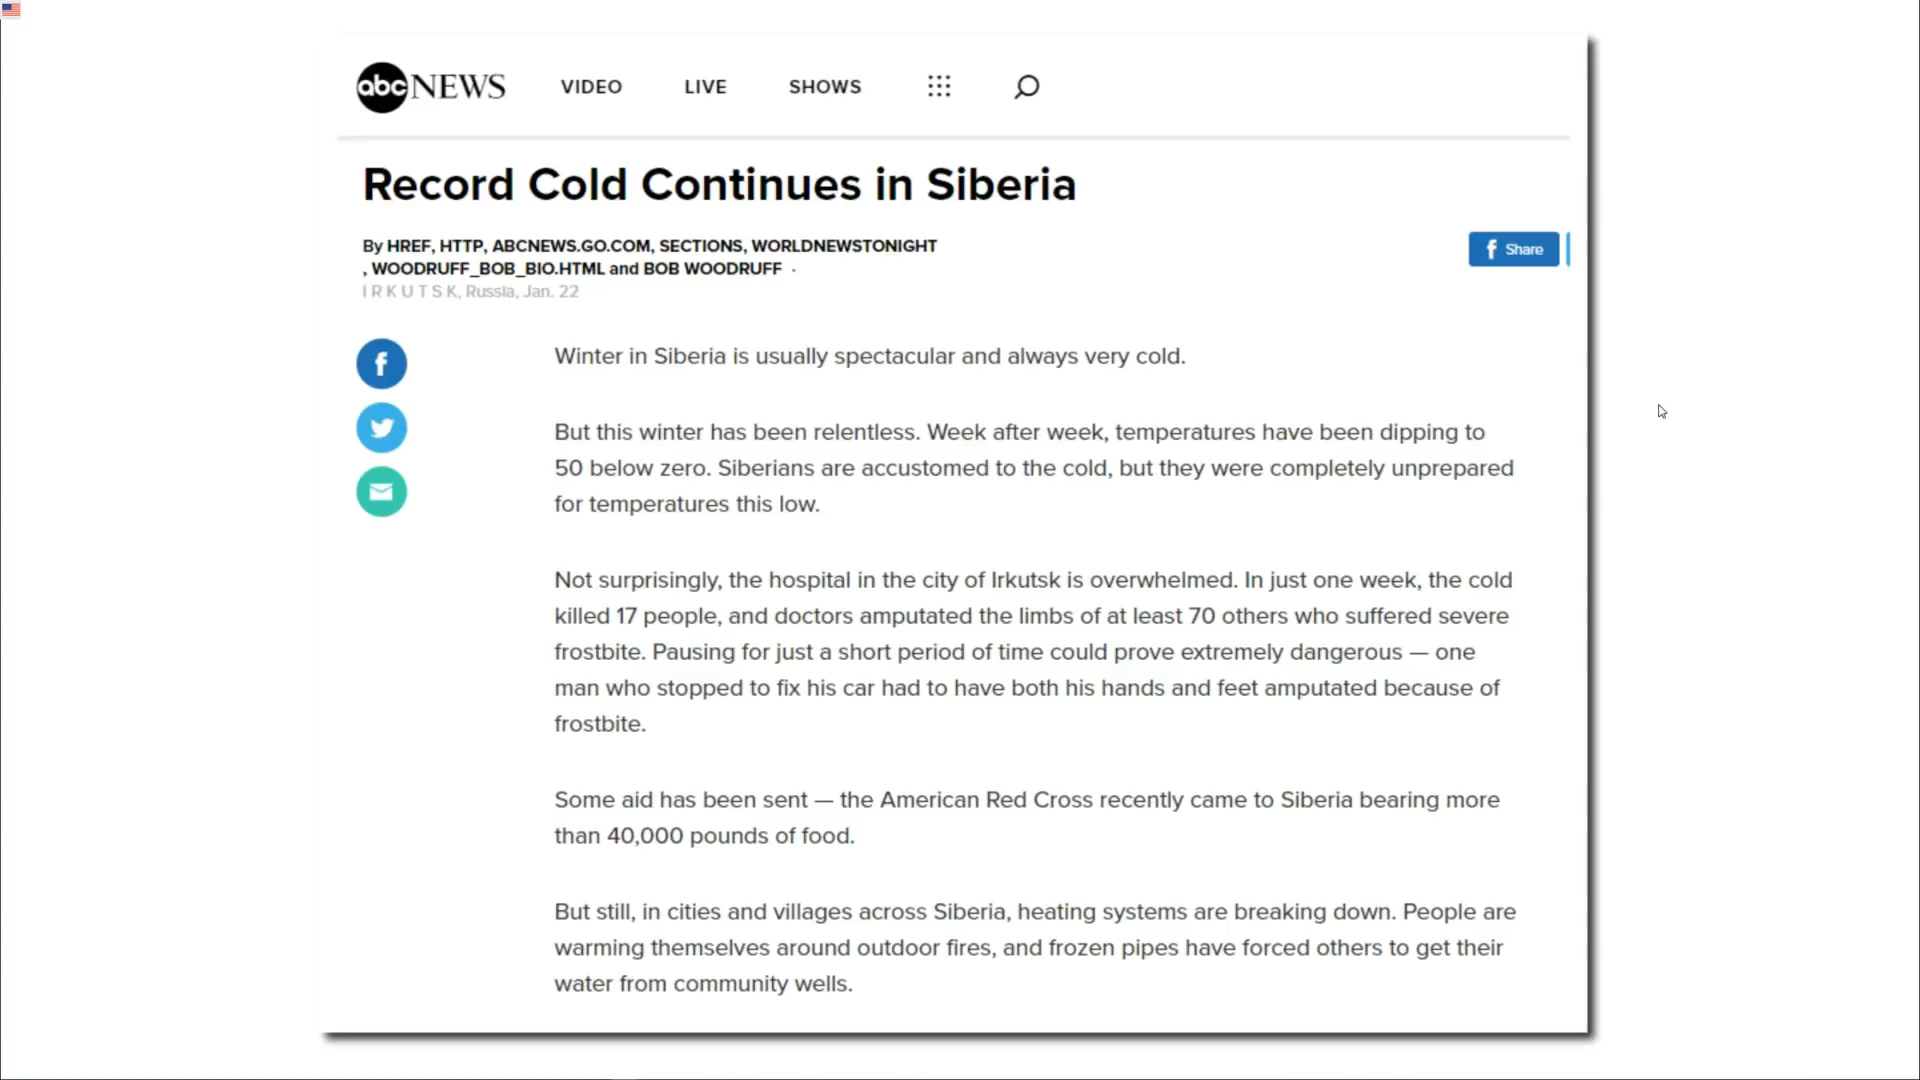 abc NEWS VIDEO LIVE SHOWS
Record Cold Continues in Siberia
By HREF, HTTP, ABCNEWS.GO.COM, SECTIONS, WORLDNEWSTONIGHT
, WOODRUFF_BOB_BIO.HTML and BOB WOODRUFF ·
I R K U T S K, Russia, Jan. 22
f Share
Winter in Siberia is usually spectacular and always very cold.
But this winter has been relentless. Week after week, temperatures have been dipping to
50 below zero. Siberians are accustomed to the cold, but they were completely unprepared
for temperatures this low.
Not surprisingly, the hospital in the city of Irkutsk is overwhelmed. In just one week, the cold
killed 17 people, and doctors amputated the limbs of at least 70 others who suffered severe
frostbite. Pausing for just a short period of time could prove extremely dangerous — one
man who stopped to fix his car had to have both his hands and feet amputated because of
frostbite.
Some aid has been sent — the American Red Cross recently came to Siberia bearing more
than 40,000 pounds of food.
But still, in cities and villages across Siberia, heating systems are breaking down. People are
warming themselves around outdoor fires, and frozen pipes have forced others to get their
water from community wells.